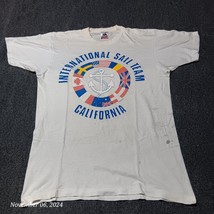 INTERNATIONAL SAIL TEAM
CALIFORNIA
November 06, 2024